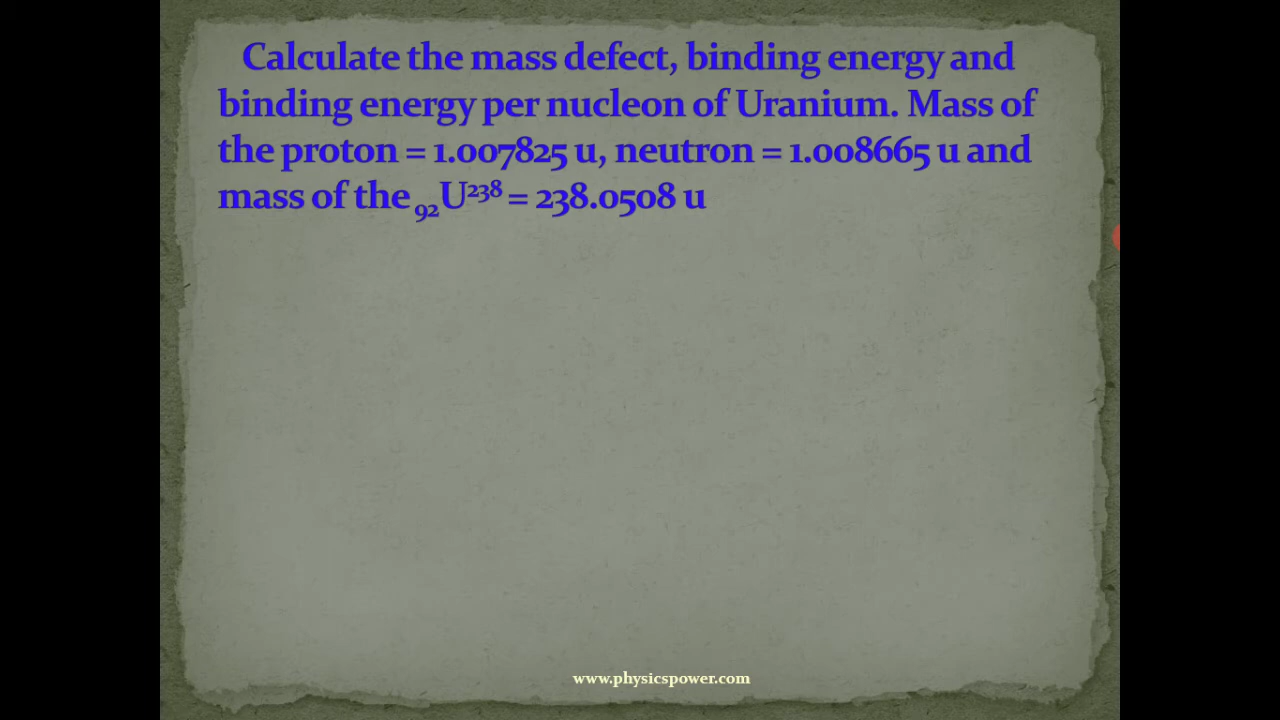 Calculate the mass defect, binding energy and
binding energy per nucleon of Uranium. Mass of
the proton = 1.007825 u, neutron = 1.008665 u and
mass of the ₉₂U²³⁸ = 238.0508 u
www.physicspower.com